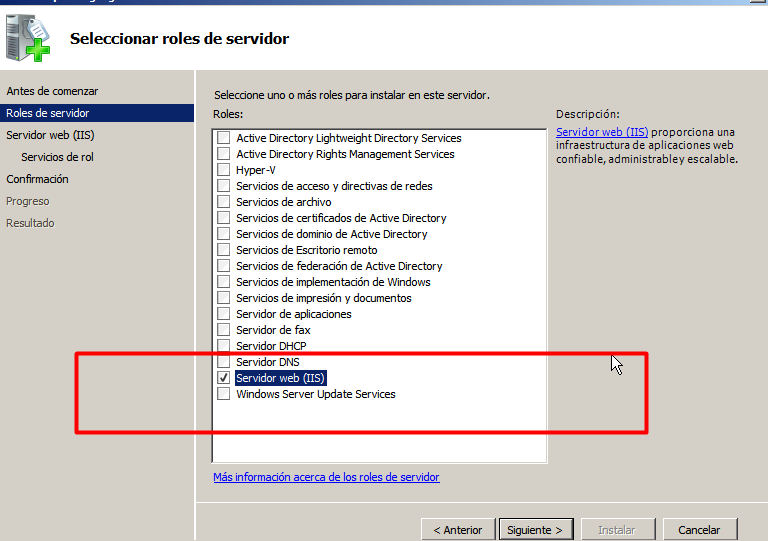 Seleccionar roles de servidor
Antes de comenzar
Roles de servidor
Servidor web (IIS)
Servicios de rol
Confirmación
Progreso
Resultado
Seleccione uno o más roles para instalar en este servidor.
Roles:
Active Directory Lightweight Directory Services
Active Directory Rights Management Services
Hyper-V
Servicios de acceso y directivas de redes
Servicios de archivo
Servicios de certificados de Active Directory
Servicios de dominio de Active Directory
Servicios de Escritorio remoto
Servicios de federación de Active Directory
Servicios de implementación de Windows
Servicios de impresión y documentos
Servidor de aplicaciones
Servidor de fax
Servidor DHCP
Servidor DNS
Servidor web (IIS)
Windows Server Update Services
Más información acerca de los roles de servidor
Descripción:
Servidor web (IIS) proporciona una
infraestructura de aplicaciones web
confiable, administrable y escalable.
< Anterior
Siguiente >
Instalar
Cancelar